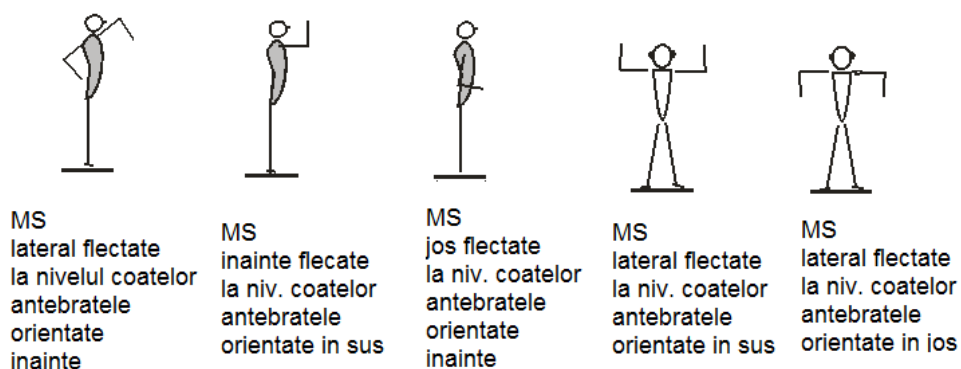 MS
lateral flectate
la nivelul coatelor
antebratele
orientate
inainte
MS
inainte flecate
la niv. coatelor
antebratele
orientate in sus
MS
jos flectate
la niv. coatelor
antebratele
orientate
inainte
MS
lateral flectate
la niv. coatelor
antebratele
orientate in sus
MS
lateral flectate
la niv. coatelor
antebratele
orientate in jos